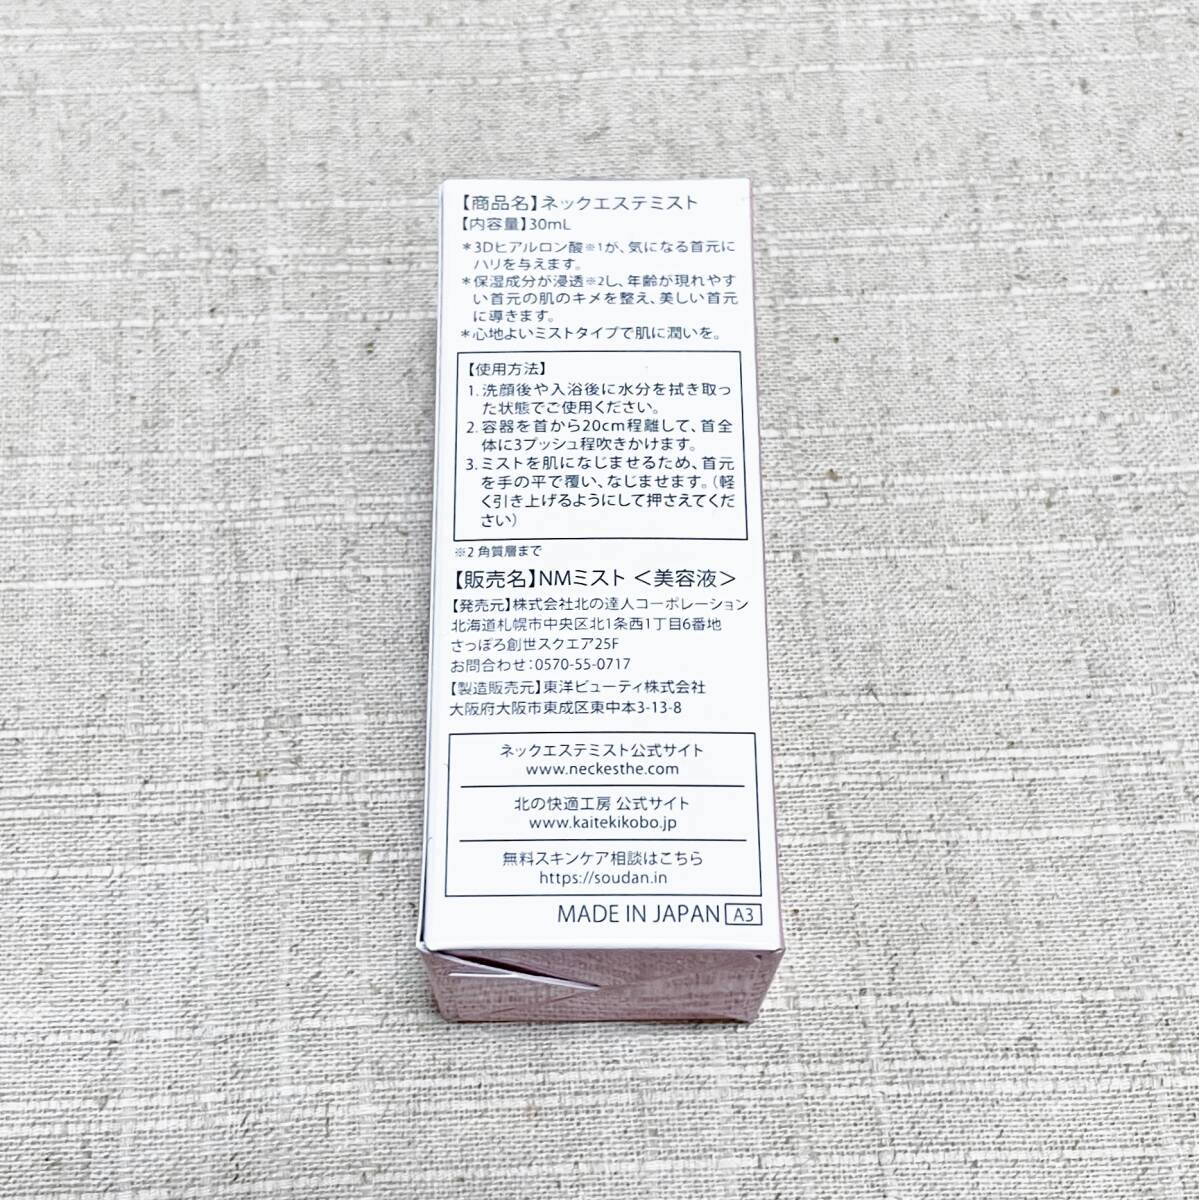 【商品名】ネックエステミスト
【内容量】30mL
＊3Dヒアルロン酸※1が、気になる首元に
ハリを与えます。
＊保湿成分が浸透※2し、年齢が現れやす
い首元の肌のキメを整え、美しい首元
に導きます。
＊心地よいミストタイプで肌に潤いを。
【使用方法】
1. 洗顔後や入浴後に水分を拭き取っ
た状態でご使用ください。
2. 容器を首から20cm程離して、首全
体に3プッシュ程吹きかけます。
3. ミストを肌になじませるため、首元
を手の平で覆い、なじませます。（軽
く引き上げるようにして押さえてくだ
さい）
※2 角質層まで
【販売名】NMミスト＜美容液＞
【発売元】株式会社北の達人コーポレーション
北海道札幌市中央区北1条西1丁目6番地
さっぽろ創世スクエア25F
お問合わせ：0570-55-0717
【製造販売元】東洋ビューティ株式会社
大阪府大阪市東成区東中本3-13-8
ネックエステミスト公式サイト
www.neckesthe.com
北の快適工房 公式サイト
www.kaitekikobo.jp
無料スキンケア相談はこちら
https://soudan.in
MADE IN JAPAN A3